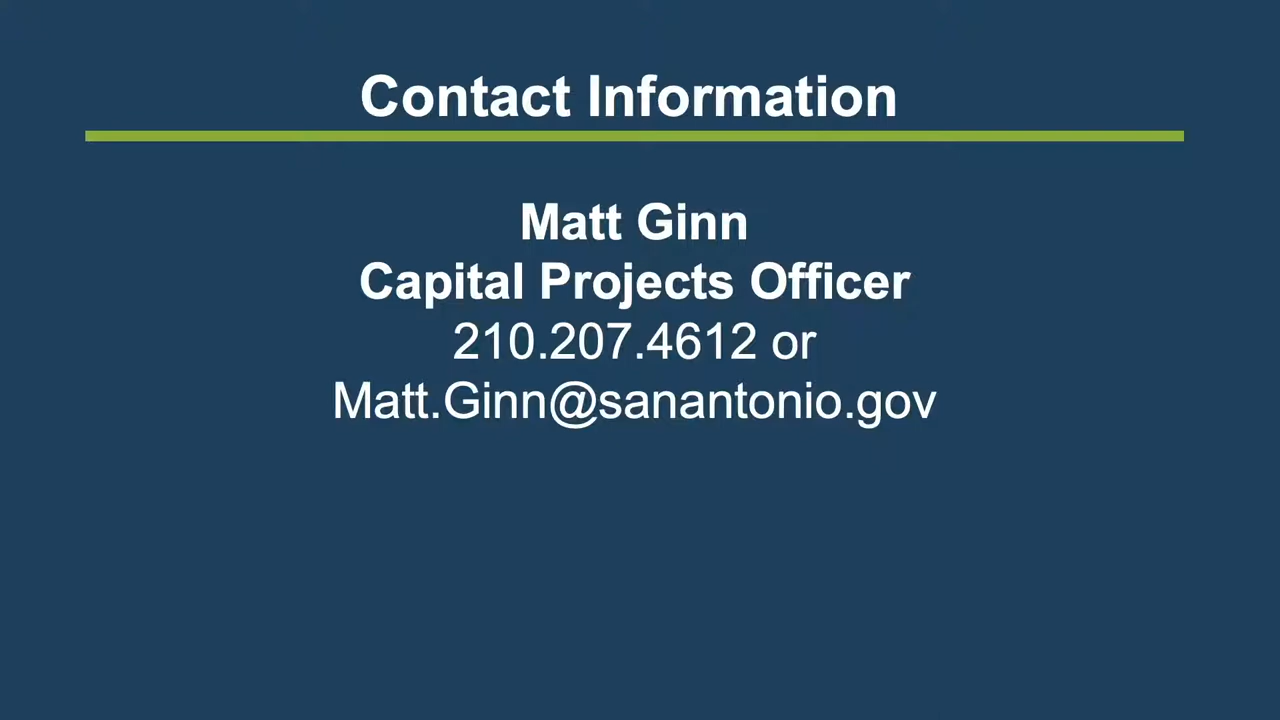 Contact Information
Matt Ginn
Capital Projects Officer
210.207.4612 or
Matt.Ginn@sanantonio.gov